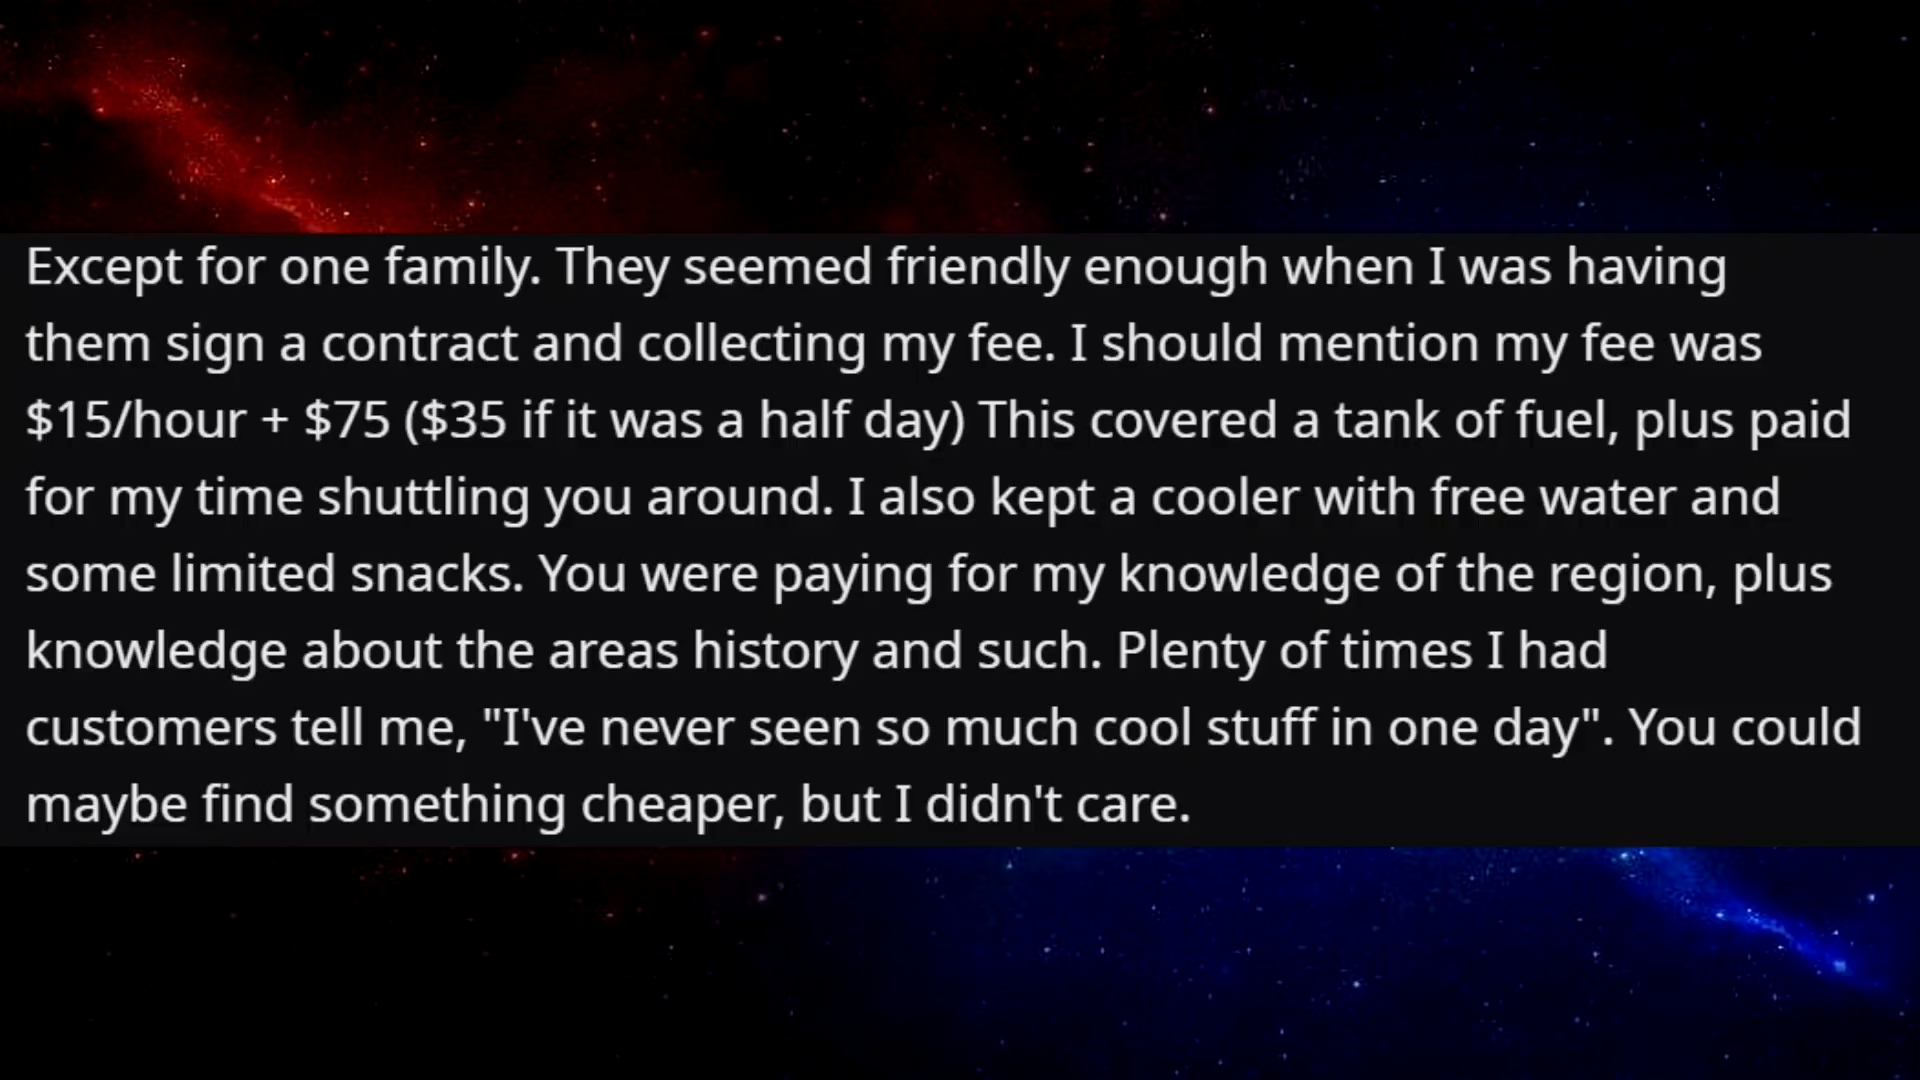 Except for one family. They seemed friendly enough when I was having
them sign a contract and collecting my fee. I should mention my fee was
$15/hour + $75 ($35 if it was a half day) This covered a tank of fuel, plus paid
for my time shuttling you around. I also kept a cooler with free water and
some limited snacks. You were paying for my knowledge of the region, plus
knowledge about the areas history and such. Plenty of times I had
customers tell me, "I've never seen so much cool stuff in one day". You could
maybe find something cheaper, but I didn't care.